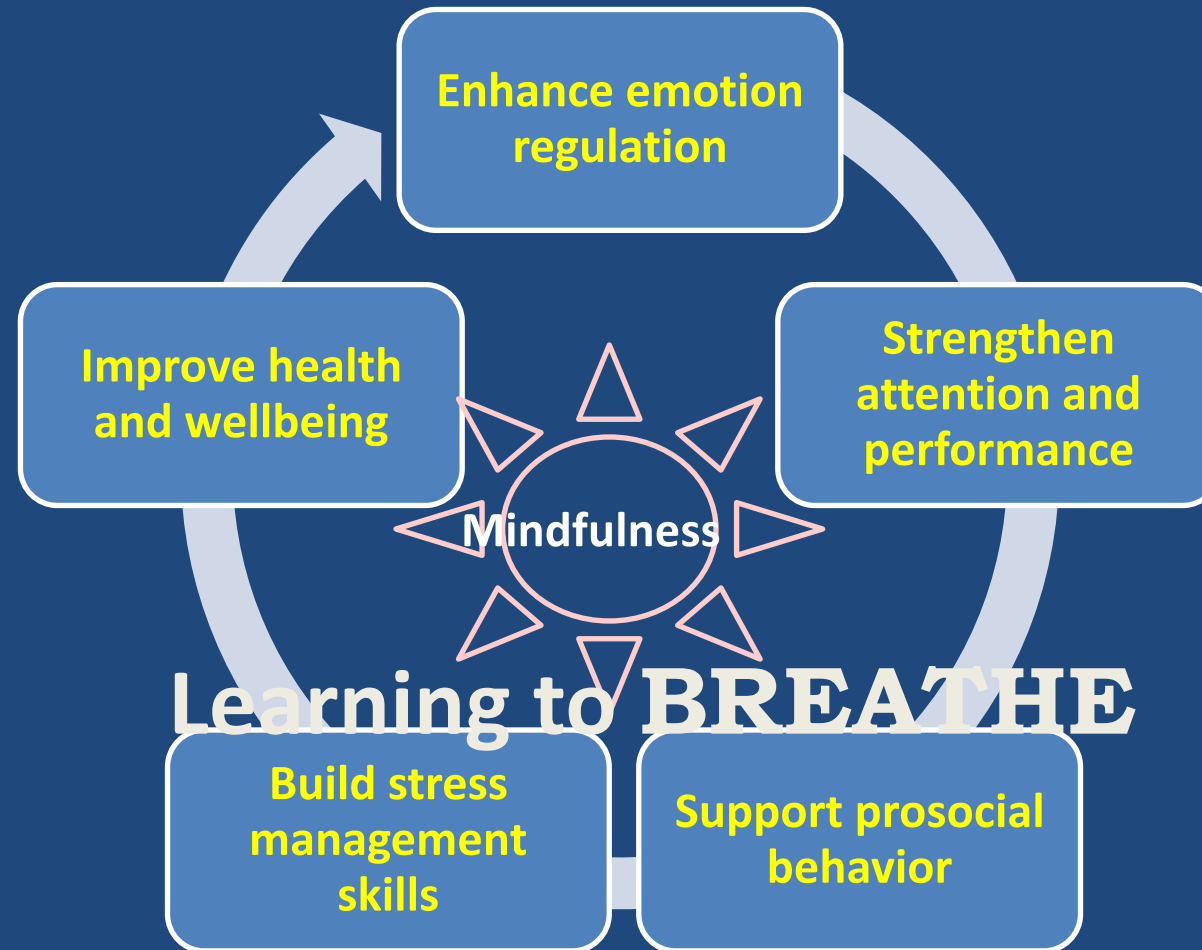 Enhance emotion
regulation
Strengthen
attention and
performance
Improve health
and wellbeing
Mindfulness
Learning to BREATHE
Build stress
management
skills
Support prosocial
behavior